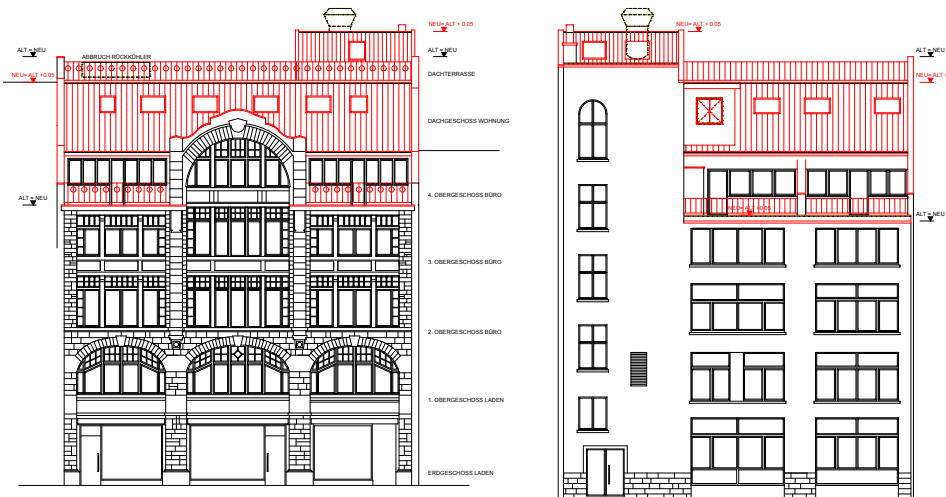 NEU= ALT + 0.05
NEU= ALT + 0.05
ALT = NEU
ALT = NEU
ALT = NEU
ABBRUCH RÜCKKÜHLER
NEU= ALT +0.05
DACHTERRASSE
NEU= ALT +
DACHGESCHOSS WOHNUNG
4. OBERGESCHOSS BÜRO
ALT = NEU
NEU= ALT +0.05
ALT = NEU
3. OBERGESCHOSS BÜRO
2. OBERGESCHOSS BÜRO
1. OBERGESCHOSS LADEN
ERDGESCHOSS LADEN